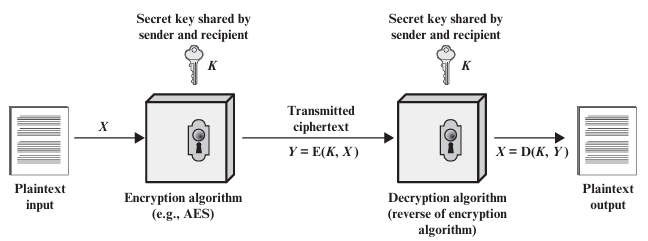 Secret key shared by
sender and recipient
K
Secret key shared by
sender and recipient
K
X
Transmitted
ciphertext
Y = E(K, X)
X = D(K, Y)
Plaintext
input
Encryption algorithm
(e.g., AES)
Decryption algorithm
(reverse of encryption
algorithm)
Plaintext
output